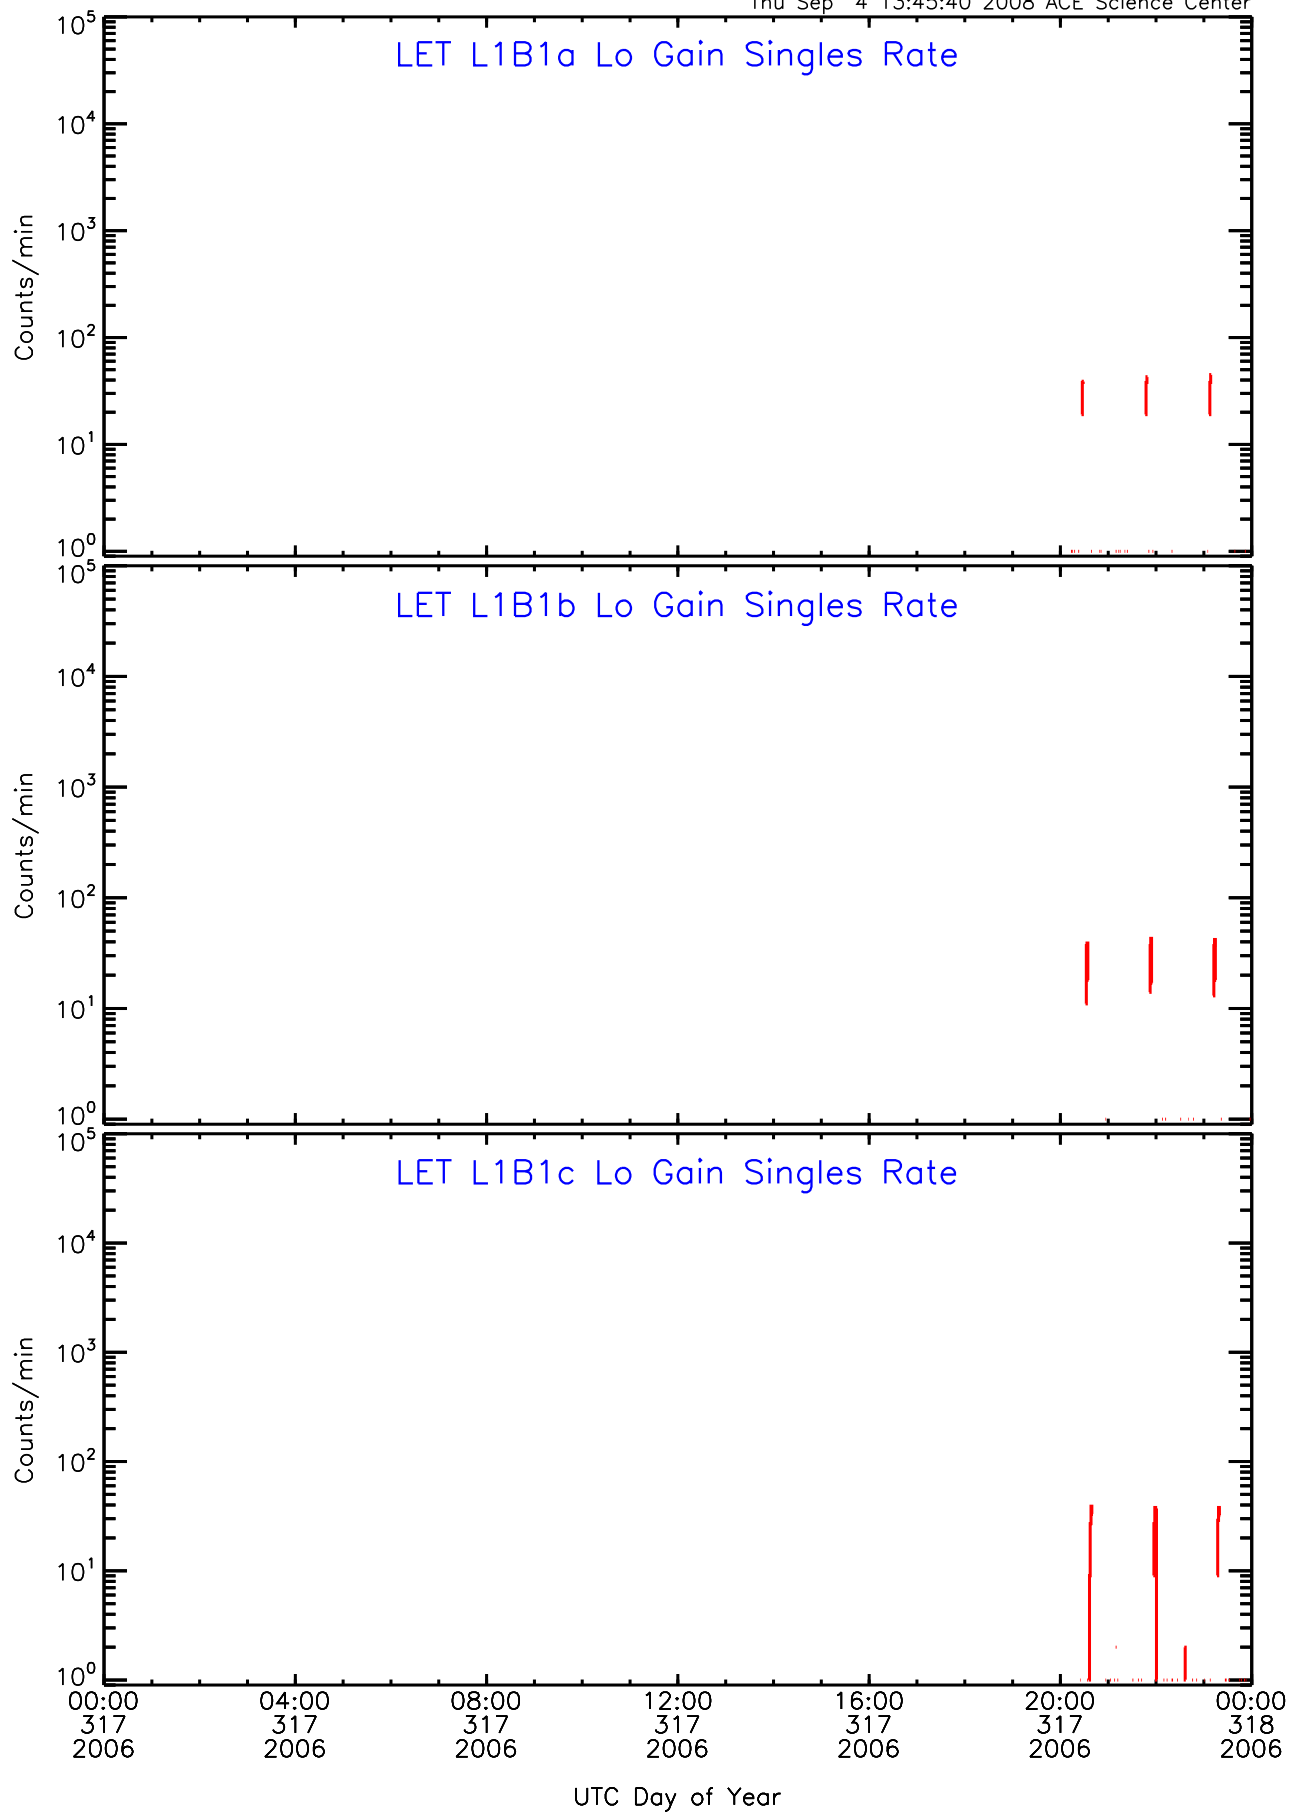 Thu Sep 4 13:45:40 2008 ACE Science Center
LET L1B1a Lo Gain Singles Rate
10^5
10^4
10^3
10^2
10^1
10^0
Counts/min
LET L1B1b Lo Gain Singles Rate
10^5
10^4
10^3
10^2
10^1
10^0
Counts/min
LET L1B1c Lo Gain Singles Rate
10^5
10^4
10^3
10^2
10^1
10^0
Counts/min
00:00 04:00 08:00 12:00 16:00 20:00 00:00
317 317 317 317 317 317 318
2006 2006 2006 2006 2006 2006 2006
UTC Day of Year